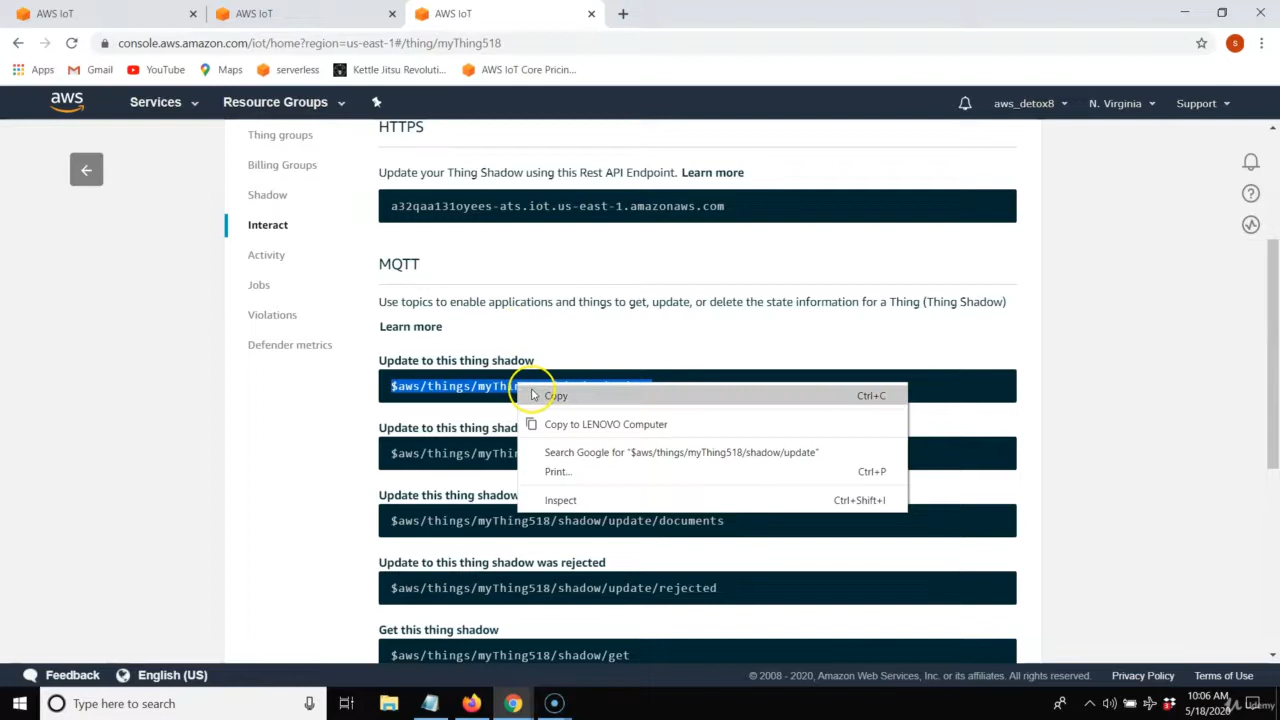 AWS IoT
AWS IoT
AWS IoT
console.aws.amazon.com/iot/home?region=us-east-1#/thing/myThing518
S
Apps
Gmail
YouTube
Maps
serverless
Kettle Jitsu Revoluti...
AWS IoT Core Pricin...
aws
Services
Resource Groups
aws_detox8
N. Virginia
Support
Thing groups
Billing Groups
Shadow
Interact
Activity
Jobs
Violations
Defender metrics
HTTPS
Update your Thing Shadow using this Rest API Endpoint. Learn more
a32qaa131oyees-ats.iot.us-east-1.amazonaws.com
MQTT
Use topics to enable applications and things to get, update, or delete the state information for a Thing (Thing Shadow)
Learn more
Update to this thing shadow
$aws/things/myThin
Copy Ctrl+C
Copy to LENOVO Computer
Search Google for "$aws/things/myThing518/shadow/update"
Print... Ctrl+P
Inspect Ctrl+Shift+I
Update to this thing shad
$aws/things/myThin
Update this thing shadow
$aws/things/myThing518/shadow/update/documents
Update to this thing shadow was rejected
$aws/things/myThing518/shadow/update/rejected
Get this thing shadow
$aws/things/myThing518/shadow/get
Feedback
English (US)
© 2008 - 2020, Amazon Web Services, Inc. or its affiliates. All rights reserved.
Privacy Policy
Terms of Use
Type here to search
10:06 AM
5/18/2020
Udemy